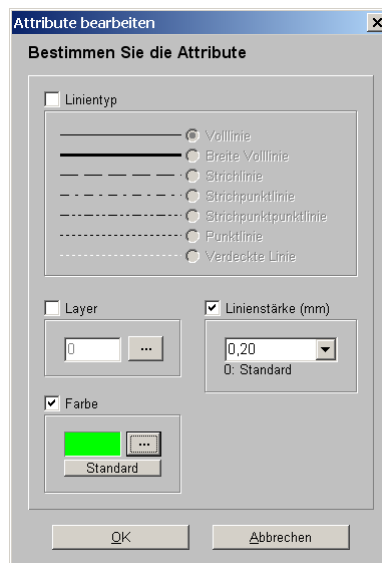 Attribute bearbeiten
Bestimmen Sie die Attribute
Linientyp
Volllinie
Breite Volllinie
Strichlinie
Strichpunktlinie
Strichpunktpunktlinie
Punktlinie
Verdeckte Linie
Layer
0
...
Linienstärke (mm)
0,20
0: Standard
Farbe
...
Standard
OK
Abbrechen